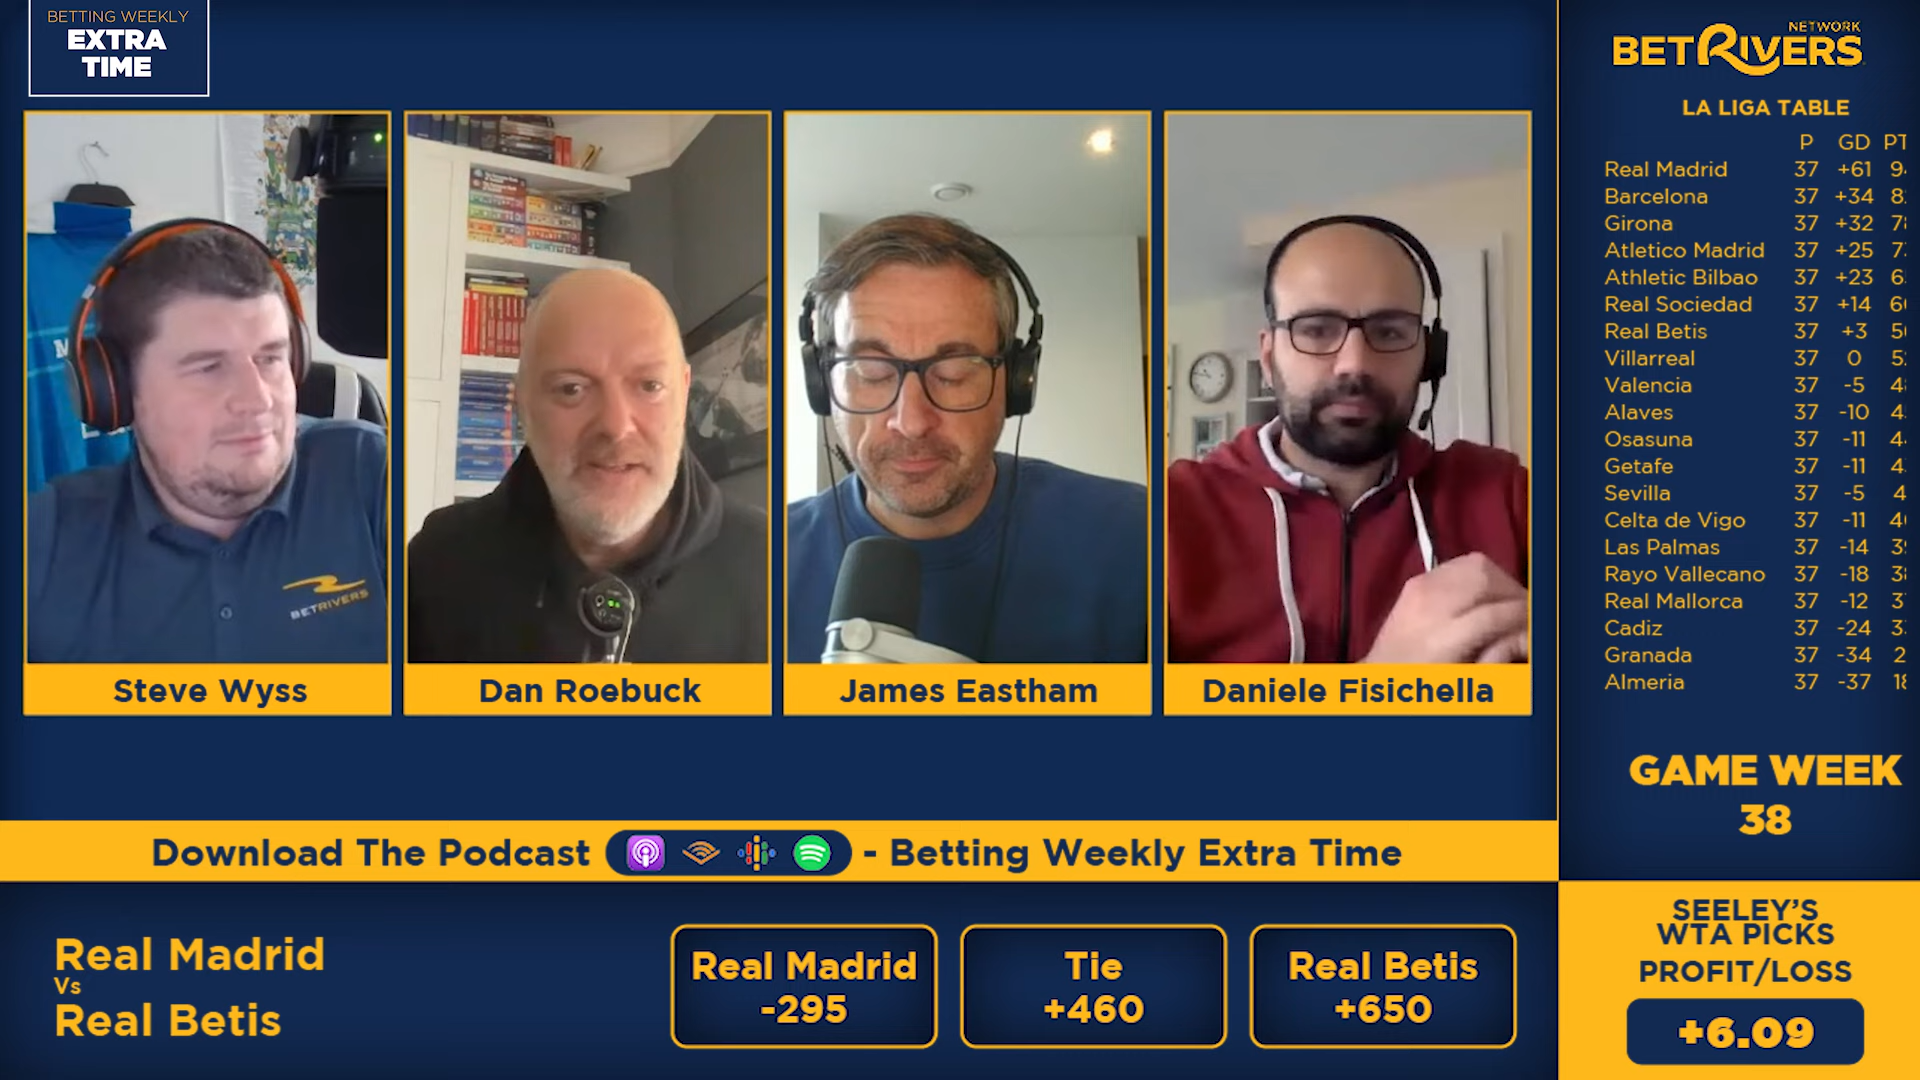 BETTING WEEKLY
EXTRA
TIME
Steve Wyss
BETRIVERS
Dan Roebuck
James Eastham
Daniele Fisichella
NETWORK
BETRIVERS
LA LIGA TABLE
P GD PT
Real Madrid 37 +61
Barcelona 37 +34
Girona 37 +32
Atletico Madrid 37 +25
Athletic Bilbao 37 +23
Real Sociedad 37 +14
Real Betis 37 +3
Villarreal 37 0
Valencia 37 -5
Alaves 37 -10
Osasuna 37 -11
Getafe 37 -11
Sevilla 37 -5
Celta de Vigo 37 -11
Las Palmas 37 -14
Rayo Vallecano 37 -18
Real Mallorca 37 -12
Cadiz 37 -24
Granada 37 -34
Almeria 37 -37
GAME WEEK
38
Download The Podcast - Betting Weekly Extra Time
Real Madrid
Vs
Real Betis
Real Madrid
-295
Tie
+460
Real Betis
+650
SEELEY'S
WTA PICKS
PROFIT/LOSS
+6.09